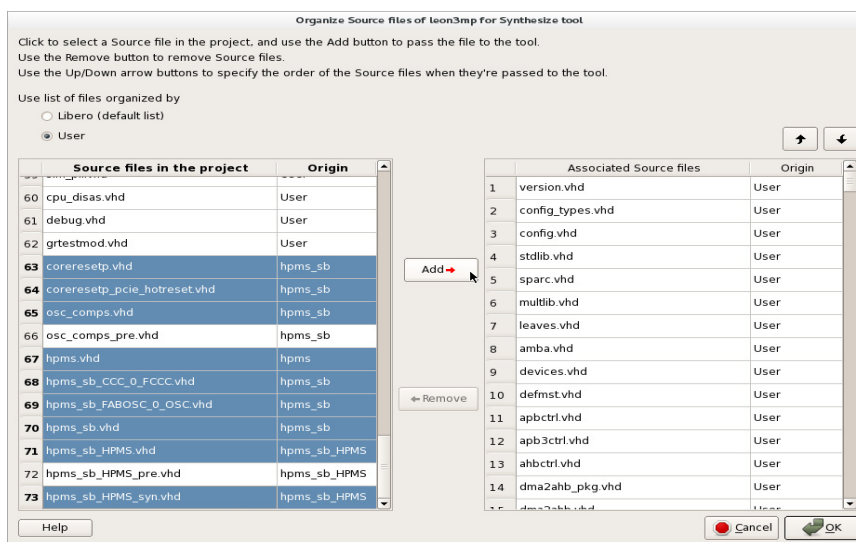 Organize Source files of leon3mp for Synthesize tool
Click to select a Source file in the project, and use the Add button to pass the file to the tool.
Use the Remove button to remove Source files.
Use the Up/Down arrow buttons to specify the order of the Source files when they're passed to the tool.
Use list of files organized by
Libero (default list)
User
Source files in the project Origin
60 cpu_disas.vhd User
61 debug.vhd User
62 grtestmod.vhd User
63 coreresetp.vhd hpms_sb
64 coreresetp_pcie_hotreset.vhd hpms_sb
65 osc_comps.vhd hpms_sb
66 osc_comps_pre.vhd hpms_sb
67 hpms.vhd hpms
68 hpms_sb_CCC_0_FCCC.vhd hpms_sb
69 hpms_sb_FABOSC_0_OSC.vhd hpms_sb
70 hpms_sb.vhd hpms_sb
71 hpms_sb_HPMS.vhd hpms_sb_HPMS
72 hpms_sb_HPMS_pre.vhd hpms_sb_HPMS
73 hpms_sb_HPMS_syn.vhd hpms_sb_HPMS
Add
Remove
Associated Source files Origin
1 version.vhd User
2 config_types.vhd User
3 config.vhd User
4 stdlib.vhd User
5 sparc.vhd User
6 multlib.vhd User
7 leaves.vhd User
8 amba.vhd User
9 devices.vhd User
10 defmst.vhd User
11 apbctrl.vhd User
12 apb3ctrl.vhd User
13 ahbctrl.vhd User
14 dma2ahb_pkg.vhd User
Help
Cancel
OK